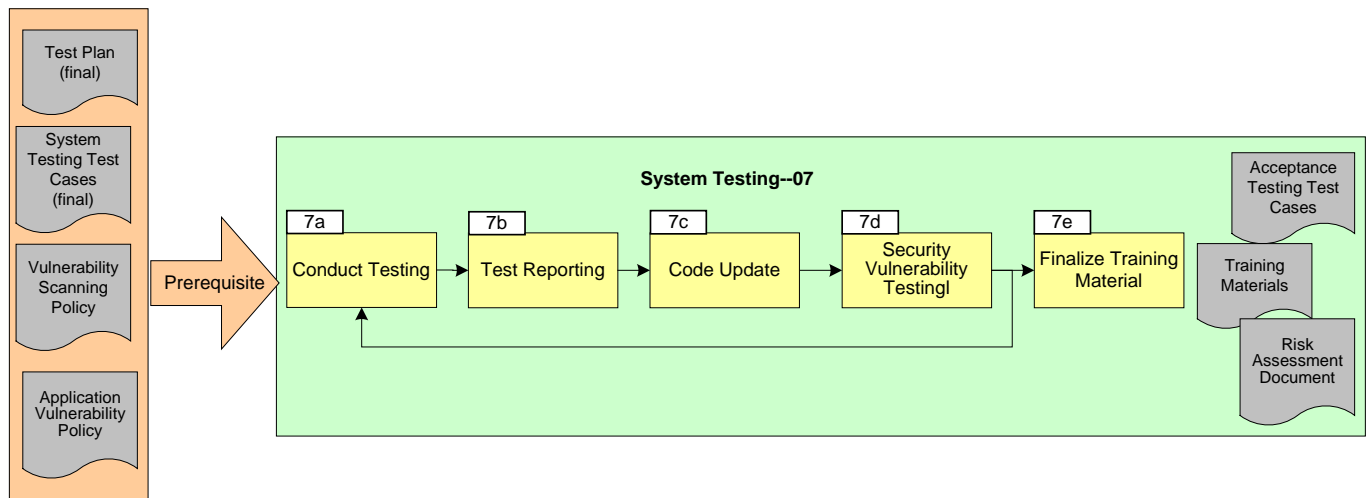 Test Plan
(final)
System
Testing Test
Cases
(final)
Vulnerability
Scanning
Policy
Application
Vulnerability
Policy
Prerequisite
System Testing--07
7a
Conduct Testing
7b
Test Reporting
7c
Code Update
7d
Security
Vulnerability
Testingl
7e
Finalize Training
Material
Acceptance
Testing Test
Cases
Training
Materials
Risk
Assessment
Document